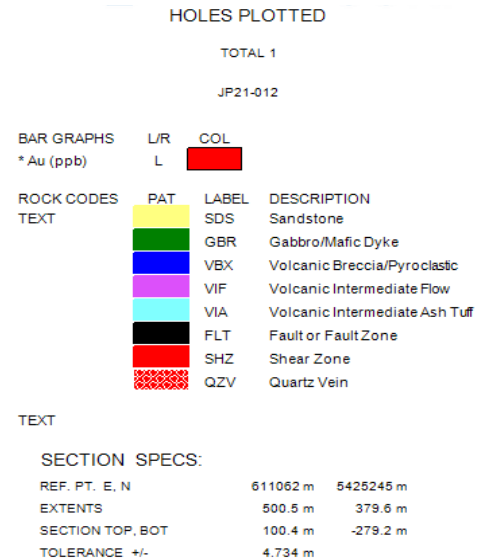 HOLES PLOTTED
TOTAL 1
JP21-012
BAR GRAPHS L/R COL
* Au (ppb) L
ROCK CODES PAT LABEL DESCRIPTION
TEXT SDS Sandstone
GBR Gabbro/Mafic Dyke
VBX Volcanic Breccia/Pyroclastic
VIF Volcanic Intermediate Flow
VIA Volcanic Intermediate Ash Tuff
FLT Fault or Fault Zone
SHZ Shear Zone
QZV Quartz Vein
TEXT
SECTION SPECS:
REF. PT. E, N 611062 m 5425245 m
EXTENTS 500.5 m 379.6 m
SECTION TOP, BOT 100.4 m -279.2 m
TOLERANCE +/- 4.734 m